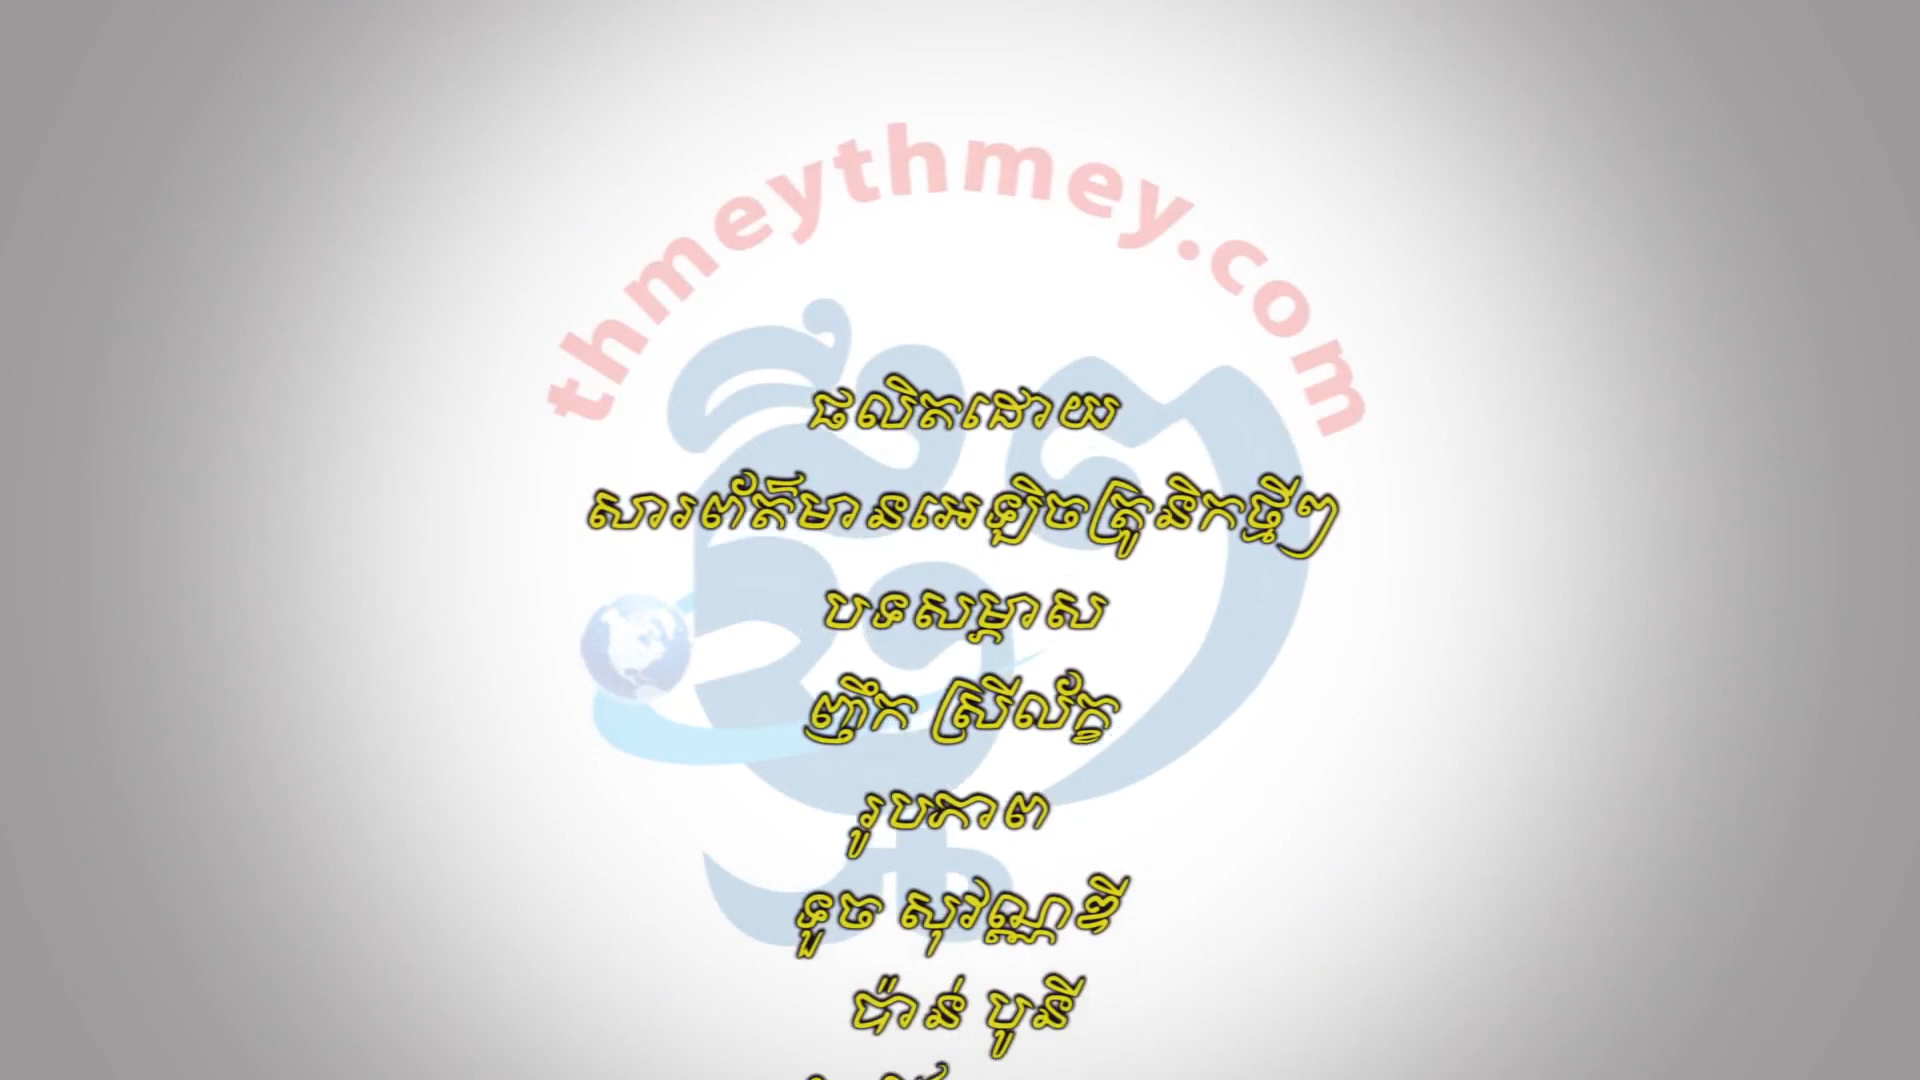 thmeythmey.com
ផលិតដោយ
សារព័ត៌មានអេឡិចត្រូនិកថ្មីៗ
បទសម្ភាស
ញឹក ស្រីល័ក្ខ
រូបភាព
ទូច សុវណ្ណឌី
ប៉ាន់ បូនី